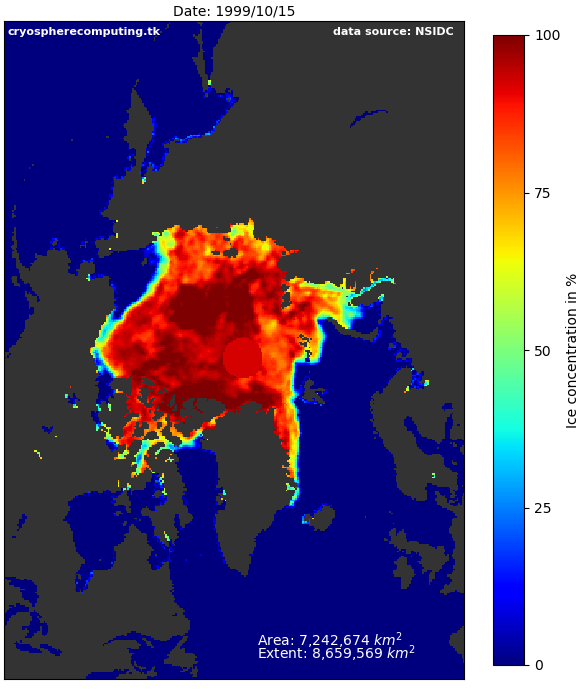 Date: 1999/10/15
cryospherecomputing.tk
data source: NSIDC
100
75
50
25
0
Ice concentration in %
Area: 7,242,674 km²
Extent: 8,659,569 km²